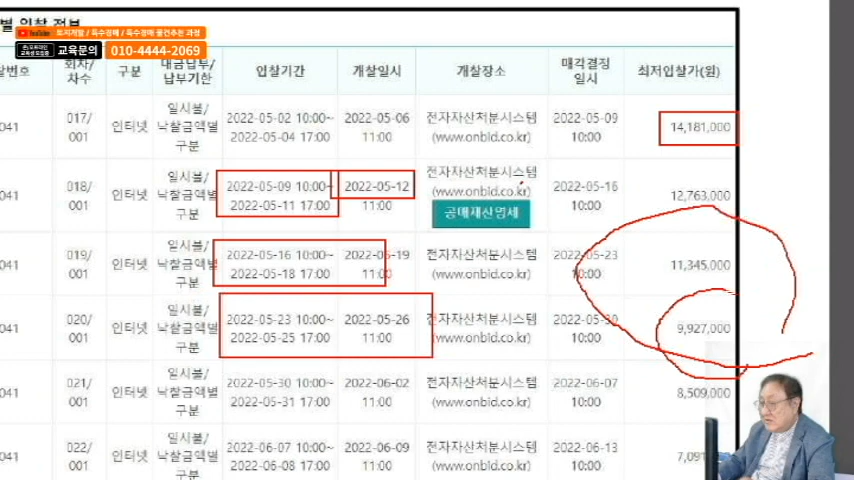 별 입찰 정보
YouTube 토지개발 / 특수경매 / 특수경매 물건추천 과정
교육문의 010-4444-2069
회차/
차수
구분
대금납부/
납부기한
입찰기간
개찰일시
개찰장소
매각결정
일시
최저입찰가(원)
041
017/
001
인터넷
일시불/
낙찰금액별
구분
2022-05-02 10:00~
2022-05-04 17:00
2022-05-06
11:00
전자자산처분시스템
(www.onbid.co.kr)
2022-05-09
10:00
14,181,000
041
018/
001
인터넷
일시불/
낙찰금액별
구분
2022-05-09 10:00~
2022-05-11 17:00
2022-05-12
11:00
전자자산처분시스템
(www.onbid.co.kr)
공매재산명세
2022-05-16
10:00
12,763,000
041
019/
001
인터넷
일시불/
낙찰금액별
구분
2022-05-16 10:00~
2022-05-18 17:00
2022-05-19
11:00
전자자산처분시스템
(www.onbid.co.kr)
2022-05-23
10:00
11,345,000
041
020/
001
인터넷
일시불/
낙찰금액별
구분
2022-05-23 10:00~
2022-05-25 17:00
2022-05-26
11:00
전자자산처분시스템
(www.onbid.co.kr)
2022-05-30
10:00
9,927,000
041
021/
001
인터넷
일시불/
낙찰금액별
구분
2022-05-30 10:00~
2022-05-31 17:00
2022-06-02
11:00
전자자산처분시스템
(www.onbid.co.kr)
2022-06-07
10:00
8,509,000
041
022/
001
인터넷
일시불/
낙찰금액별
구분
2022-06-07 10:00~
2022-06-08 17:00
2022-06-09
11:00
전자자산처분시스템
(www.onbid.co.kr)
2022-06-13
10:00
7,091